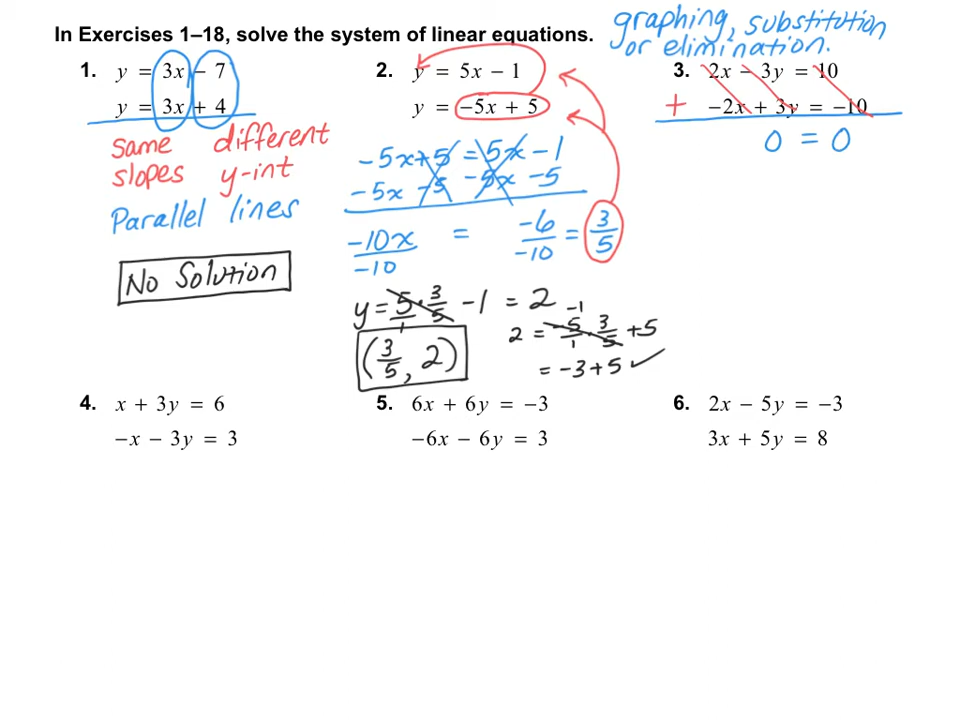 In Exercises 1–18, solve the system of linear equations.
graphing, substitution
or elimination.
1. y = 3x − 7
y = 3x + 4
same different
slopes y-int
Parallel lines
No Solution
2. y = 5x − 1
y = −5x + 5
−5x+5 = 5x −1
−5x −5 −5x −5
−10x = −6 = 3
−10 −10 5
y = 5 · 3 − 1 = 2
1 5
(3/5, 2)
−1
2 = −5 · 3 + 5
1 5
= −3+5 ✓
3. 2x − 3y = 10
+ −2x + 3y = −10
0 = 0
4. x + 3y = 6
−x − 3y = 3
5. 6x + 6y = −3
−6x − 6y = 3
6. 2x − 5y = −3
3x + 5y = 8